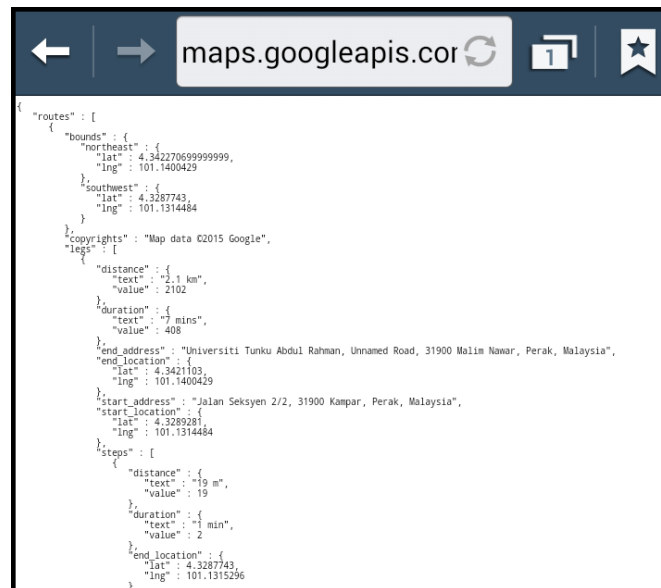 maps.googleapis.cor
1
{
"routes" : [
{
"bounds" : {
"northeast" : {
"lat" : 4.342270699999999,
"lng" : 101.1400429
},
"southwest" : {
"lat" : 4.3287743,
"lng" : 101.1314484
}
},
"copyrights" : "Map data ©2015 Google",
"legs" : [
{
"distance" : {
"text" : "2.1 km",
"value" : 2102
},
"duration" : {
"text" : "7 mins",
"value" : 408
},
"end_address" : "Universiti Tunku Abdul Rahman, Unnamed Road, 31900 Malim Nawar, Perak, Malaysia",
"end_location" : {
"lat" : 4.3421103,
"lng" : 101.1400429
},
"start_address" : "Jalan Seksyen 2/2, 31900 Kampar, Perak, Malaysia",
"start_location" : {
"lat" : 4.3289281,
"lng" : 101.1314484
},
"steps" : [
{
"distance" : {
"text" : "19 m",
"value" : 19
},
"duration" : {
"text" : "1 min",
"value" : 2
},
"end_location" : {
"lat" : 4.3287743,
"lng" : 101.1315296
}